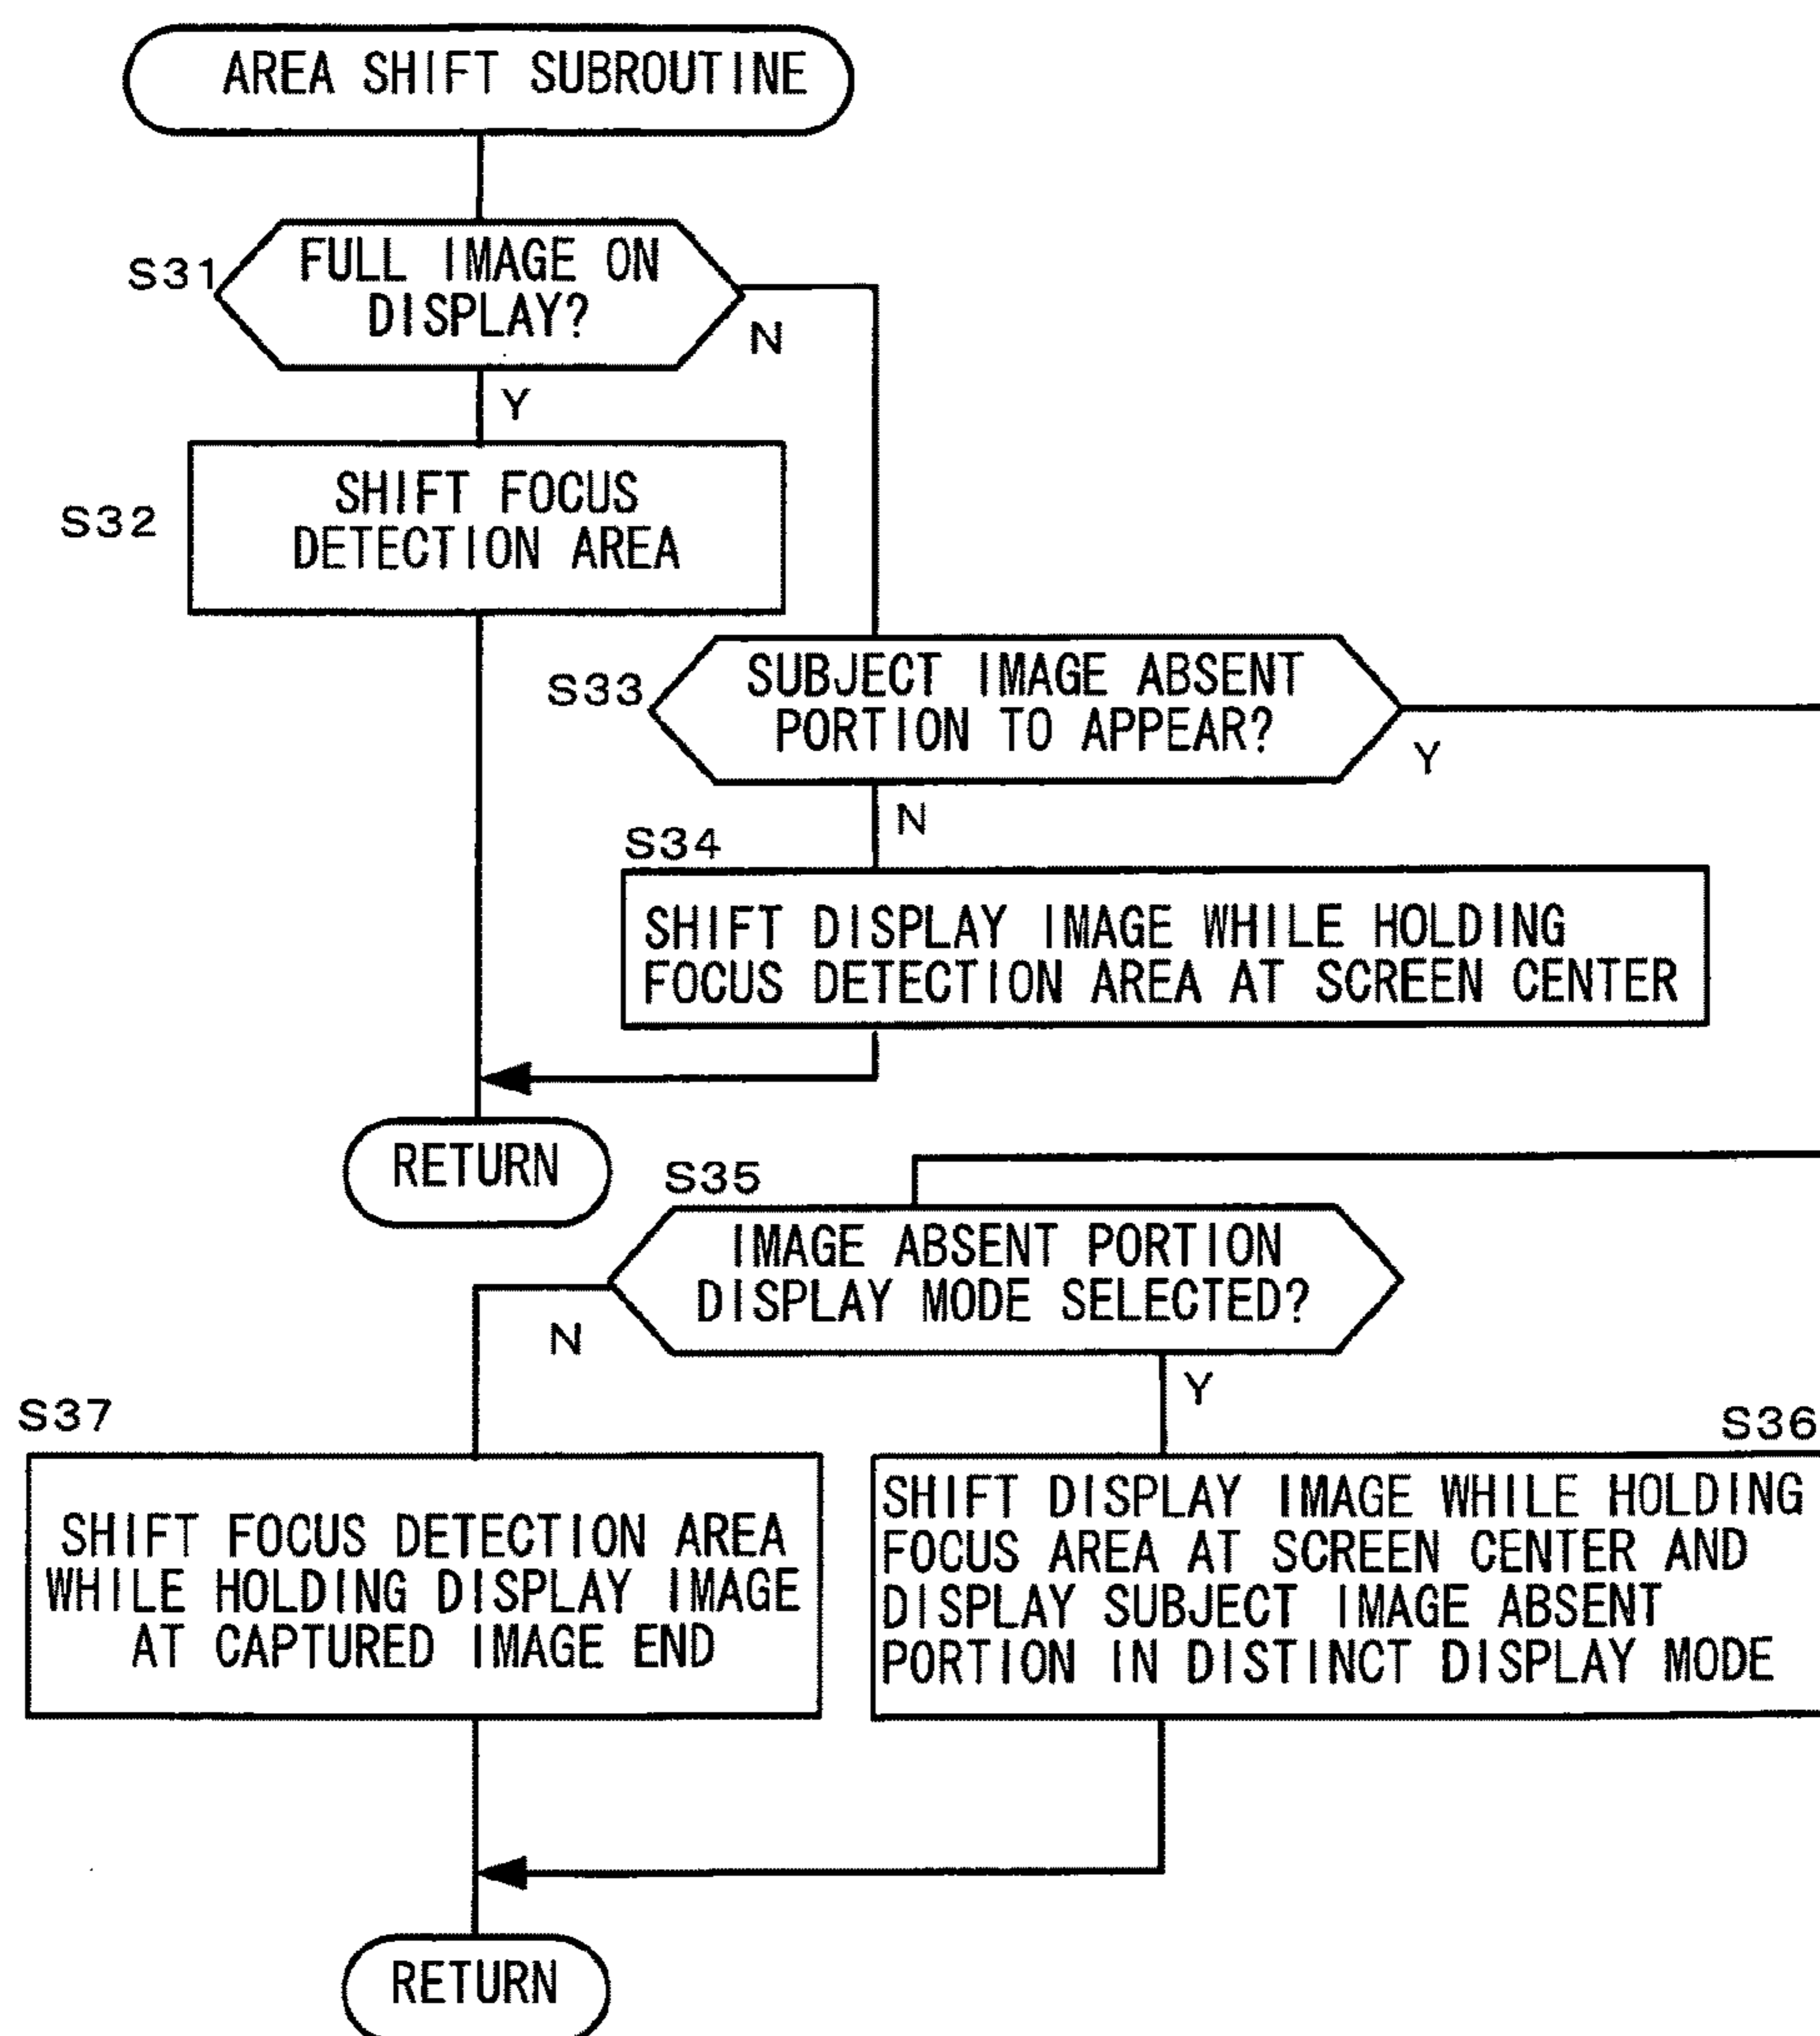 AREA SHIFT SUBROUTINE
S31
FULL IMAGE ON
DISPLAY?
N
Y
S32
SHIFT FOCUS
DETECTION AREA
S33
SUBJECT IMAGE ABSENT
PORTION TO APPEAR?
Y
N
S34
SHIFT DISPLAY IMAGE WHILE HOLDING
FOCUS DETECTION AREA AT SCREEN CENTER
RETURN
S35
IMAGE ABSENT PORTION
DISPLAY MODE SELECTED?
N
Y
S37
SHIFT FOCUS DETECTION AREA
WHILE HOLDING DISPLAY IMAGE
AT CAPTURED IMAGE END
S36
SHIFT DISPLAY IMAGE WHILE HOLDING
FOCUS AREA AT SCREEN CENTER AND
DISPLAY SUBJECT IMAGE ABSENT
PORTION IN DISTINCT DISPLAY MODE
RETURN